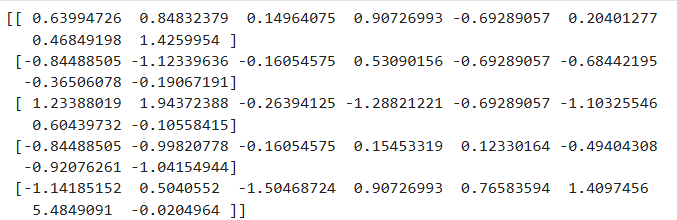 [[ 0.63994726 0.84832379 0.14964075 0.90726993 -0.69289057 0.20401277
0.46849198 1.4259954 ]
[-0.84488505 -1.12339636 -0.16054575 0.53090156 -0.69289057 -0.68442195
-0.36506078 -0.19067191]
[ 1.23388019 1.94372388 -0.26394125 -1.28821221 -0.69289057 -1.10325546
0.60439732 -0.10558415]
[-0.84488505 -0.99820778 -0.16054575 0.15453319 0.12330164 -0.49404308
-0.92076261 -1.04154944]
[-1.14185152 0.5040552 -1.50468724 0.90726993 0.76583594 1.4097456
5.4849091 -0.0204964 ]]